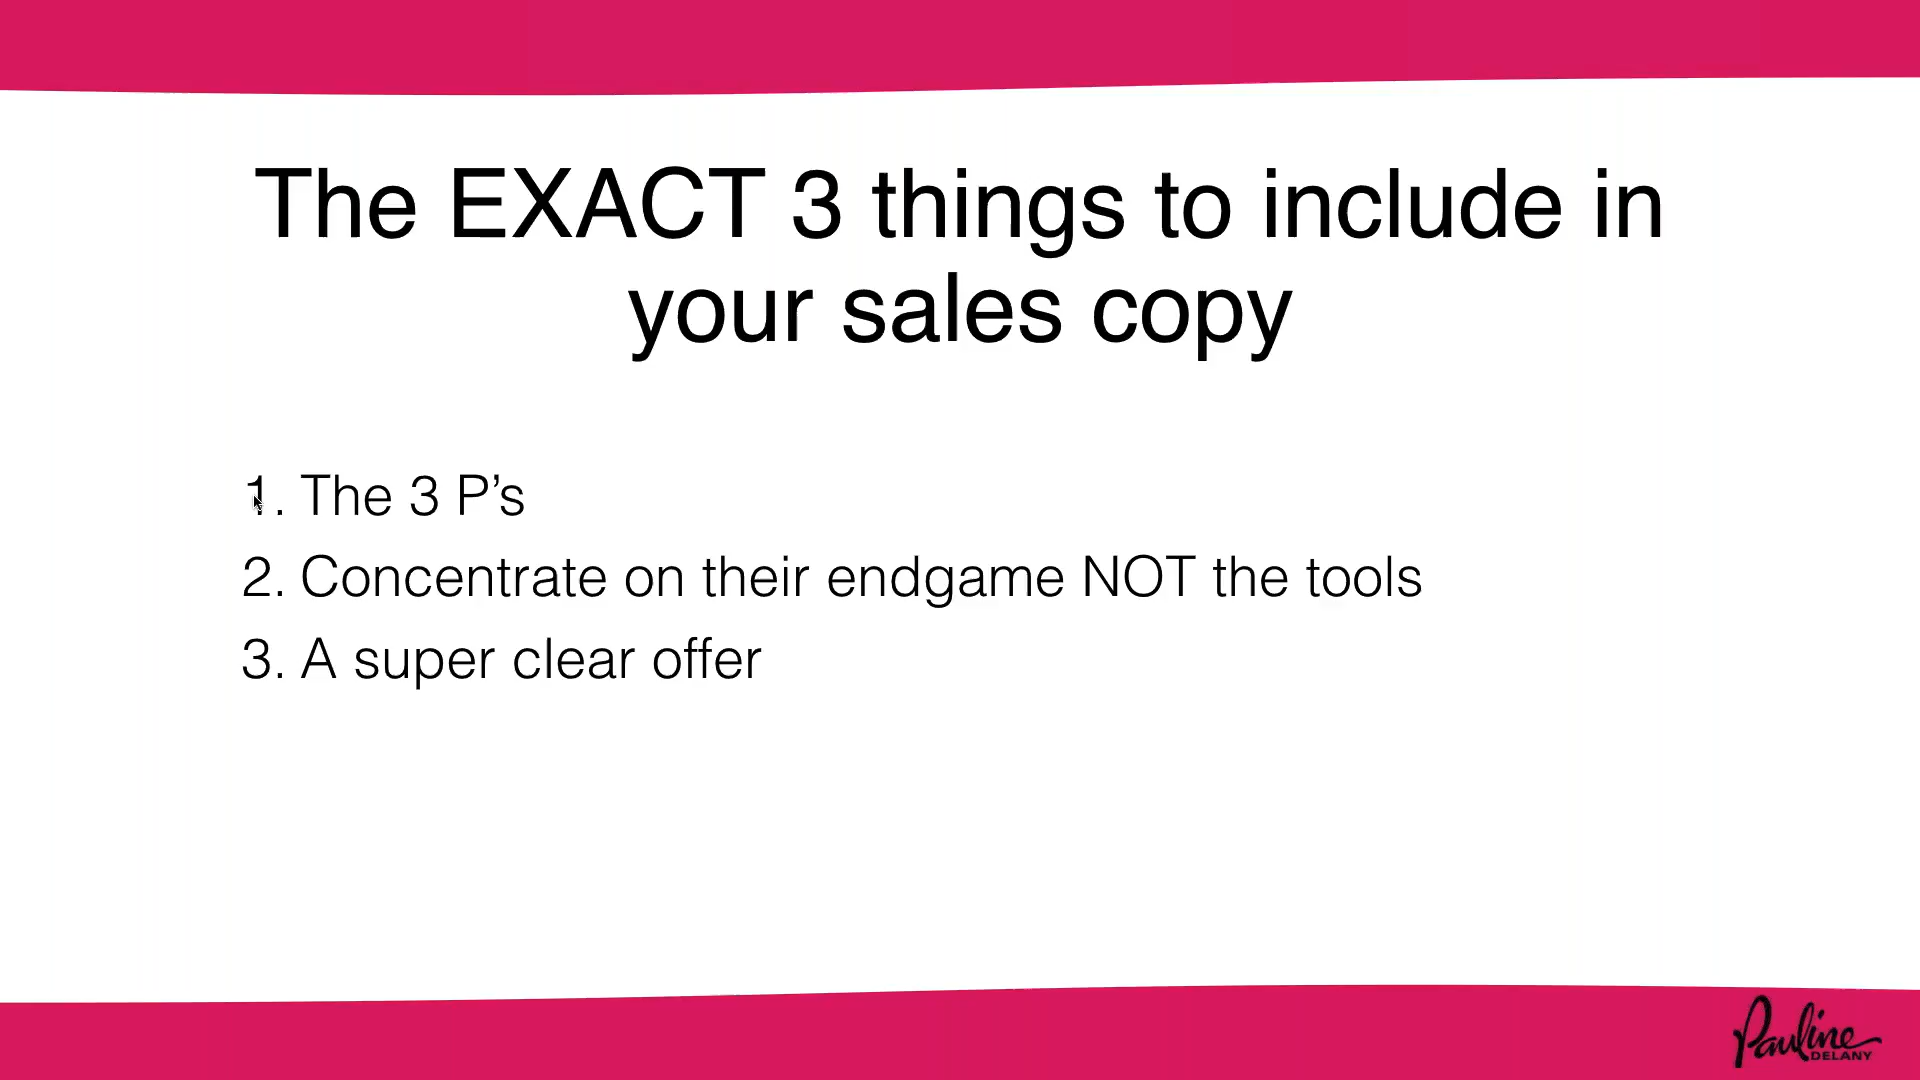 The EXACT 3 things to include in
your sales copy
1. The 3 P’s
2. Concentrate on their endgame NOT the tools
3. A super clear offer
Pauline
DELANY